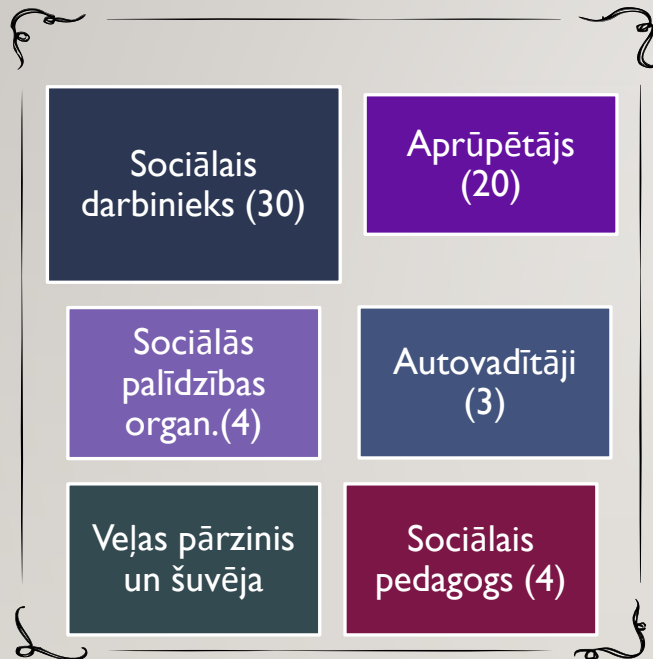 Sociālais
darbinieks (30)
Aprūpētājs
(20)
Sociālās
palīdzības
organ.(4)
Autovadītāji
(3)
Veļas pārzinis
un šuvēja
Sociālais
pedagogs (4)